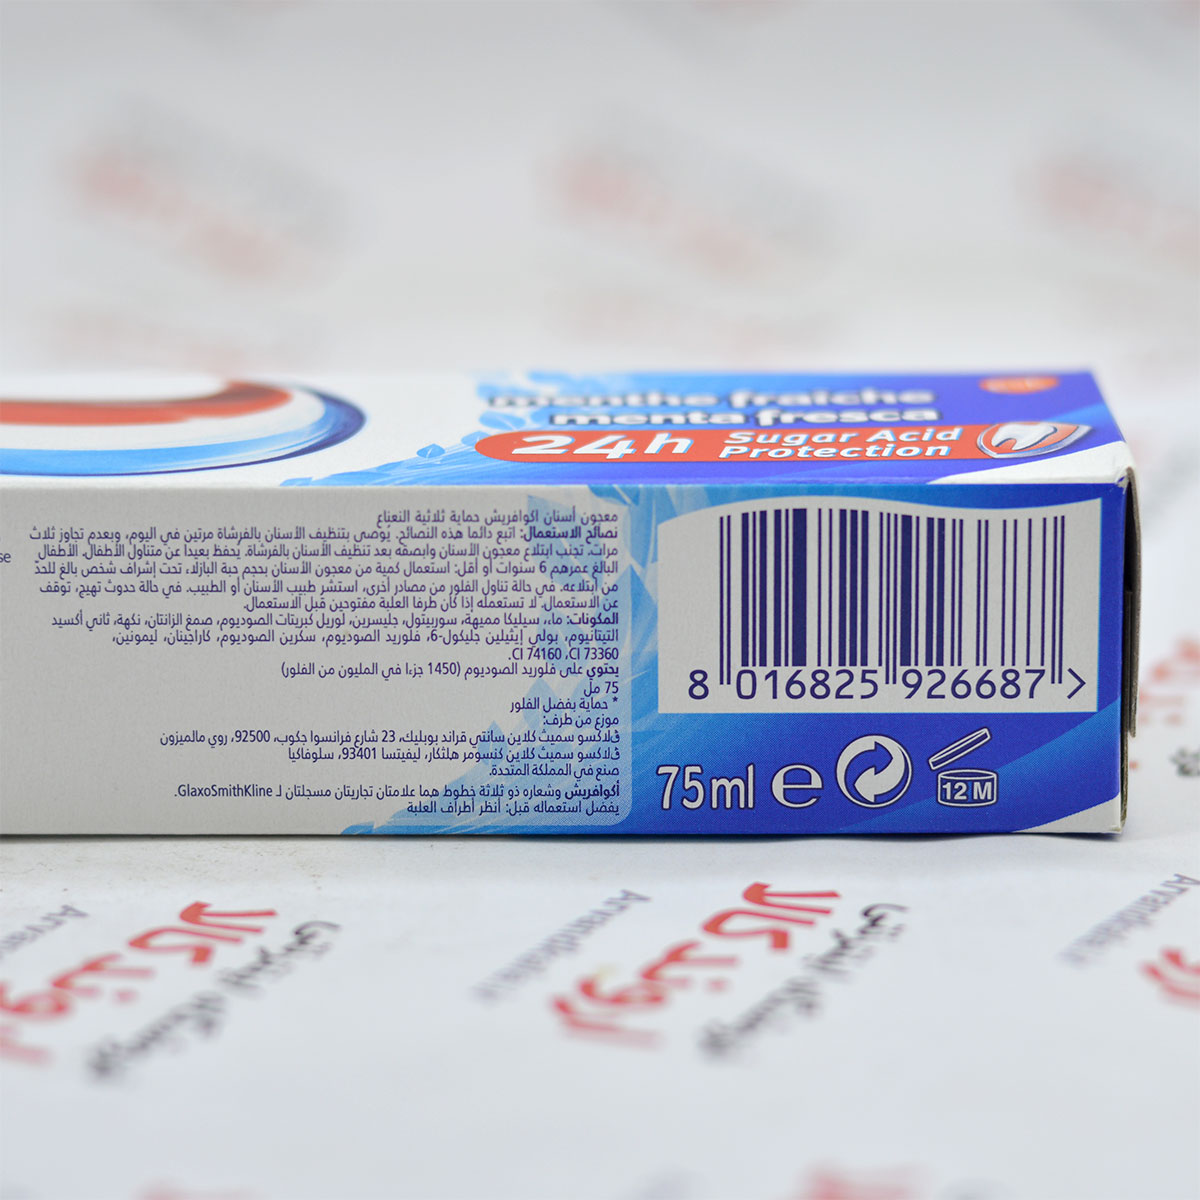 menthe fraîche
menta fresca
24h Sugar Acid
Protection
معجون أسنان اكوافريش حماية ثلاثية النعناع
نصائح الاستعمال: اتبع دائما هذه النصائح. يُوصى بتنظيف الأسنان بالفرشاة مرتين في اليوم، وبعدم تجاوز ثلاث
مرات. تجنب ابتلاع معجون الأسنان وابصقه بعد تنظيف الأسنان بالفرشاة. يُحفظ بعيدا عن متناول الأطفال. الأطفال
البالغ عمرهم 6 سنوات أو أقل: استعمال كمية من معجون الأسنان بحجم حبة البازلاء، تحت إشراف شخص بالغ للحدّ
من ابتلاعه. في حالة تناول الفلور من مصادر أخرى، استشر طبيب الأسنان أو الطبيب. في حالة حدوث تهيج، توقف
عن الاستعمال. لا تستعمله إذا كان طرفا العلبة مفتوحين قبل الاستعمال.
المكونات: ماء، سيليكا مميهة، سوربيتول، جليسرين، لوريل كبريتات الصوديوم، صمغ الزانتان، نكهة، ثاني أكسيد
التيتانيوم، بولي إيثيلين جليكول-6، فلوريد الصوديوم، سكرين الصوديوم، كاراجينان، ليمونين،
CI 74160 ،CI 73360.
يحتوي على فلوريد الصوديوم (1450 جزءا في المليون من الفلور)
75 مل
* حماية بفضل الفلور
موزع من طرف:
ڤلاكسو سميث كلاين سانتي قراند بوبليك، 23 شارع فرانسوا جكوب، 92500، روي مالميزون
ڤلاكسو سميث كلاين كنسومر هلثكار، ليفيتسا 93401، سلوفاكيا
صنع في المملكة المتحدة.
أكوافريش وشعاره ذو ثلاثة خطوط هما علامتان تجاريتان مسجلتان لـ GlaxoSmithKline.
يفضل استعماله قبل: أنظر أطراف العلبة
8 016825 926687 >
75ml e
12 M
فروشگاه اینترنتی
اروند کالا
Arvandkala.ir